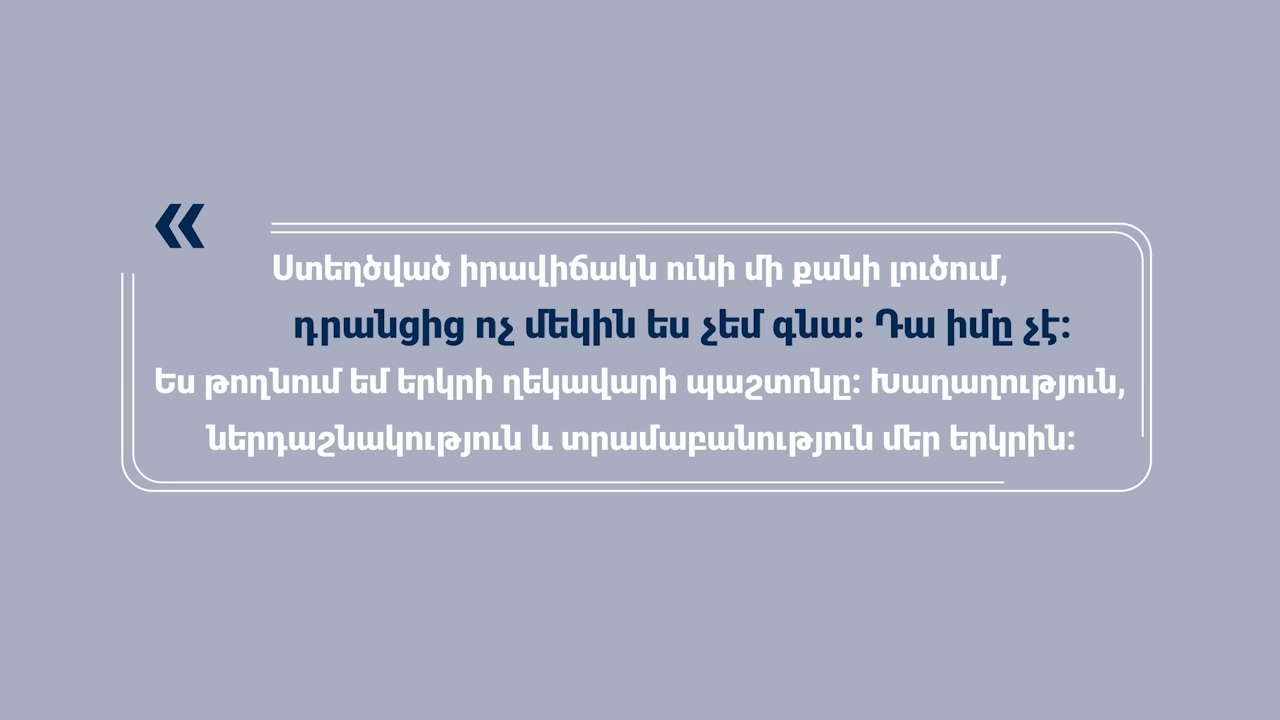 «
Ստեղծված իրավիճակն ունի մի քանի լուծում,
դրանցից ոչ մեկին ես չեմ գնա։ Դա իմը չէ։
Ես թողնում եմ երկրի ղեկավարի պաշտոնը։ Խաղաղություն,
ներդաշնակություն և տրամաբանություն մեր երկրին։